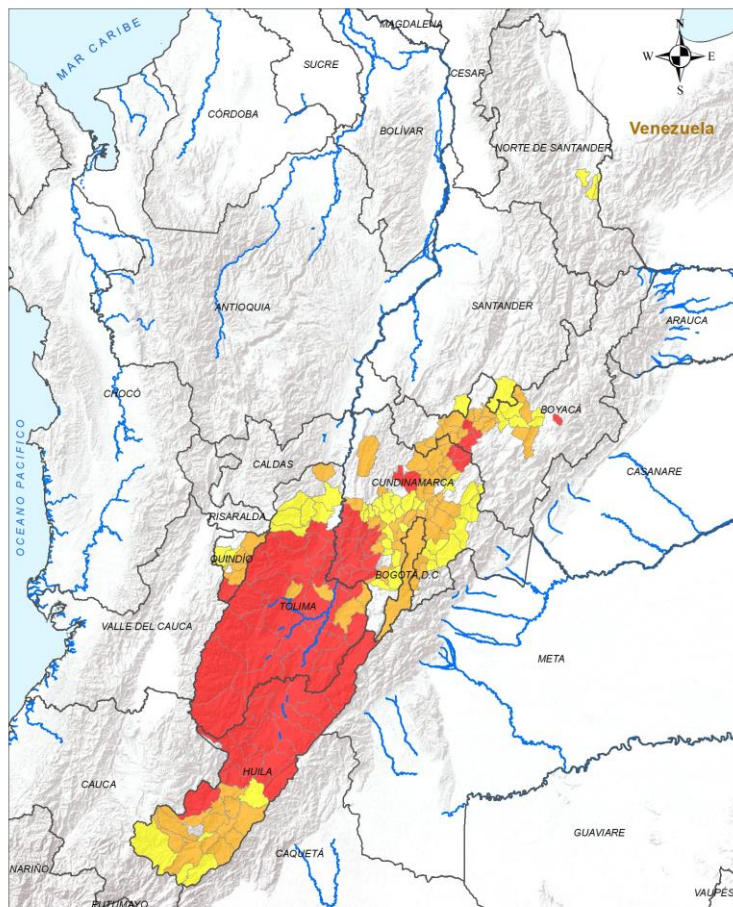 MAGDALENA
N
MAR CARIBE
SUCRE
CESAR
W
E
S
CÓRDOBA
BOLÍVAR
Venezuela
NORTE DE SANTANDER
ANTIOQUIA
SANTANDER
ARAUCA
CHOCÓ
BOYACÁ
OCEANO PACIFICO
CALDAS
CUNDINAMARCA
CASANARE
RISARALDA
QUINDÍO
BOGOTÁ, D.C
TOLIMA
VALLE DEL CAUCA
META
HUILA
CAUCA
GUAVIARE
CAQUETÁ
NARIÑO
VAUPÉS
PUTUMAYO